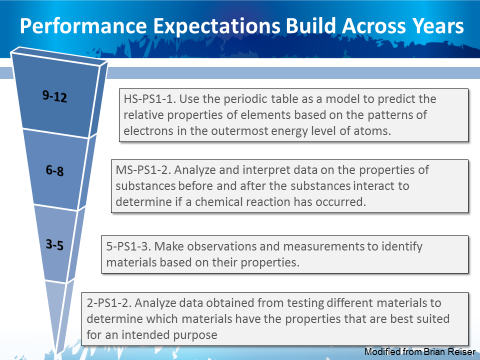 Performance Expectations Build Across Years
9-12
HS-PS1-1. Use the periodic table as a model to predict the
relative properties of elements based on the patterns of
electrons in the outermost energy level of atoms.
6-8
MS-PS1-2. Analyze and interpret data on the properties of
substances before and after the substances interact to
determine if a chemical reaction has occurred.
3-5
5-PS1-3. Make observations and measurements to identify
materials based on their properties.
2-PS1-2. Analyze data obtained from testing different materials to
determine which materials have the properties that are best suited
for an intended purpose
Modified from Brian Reiser